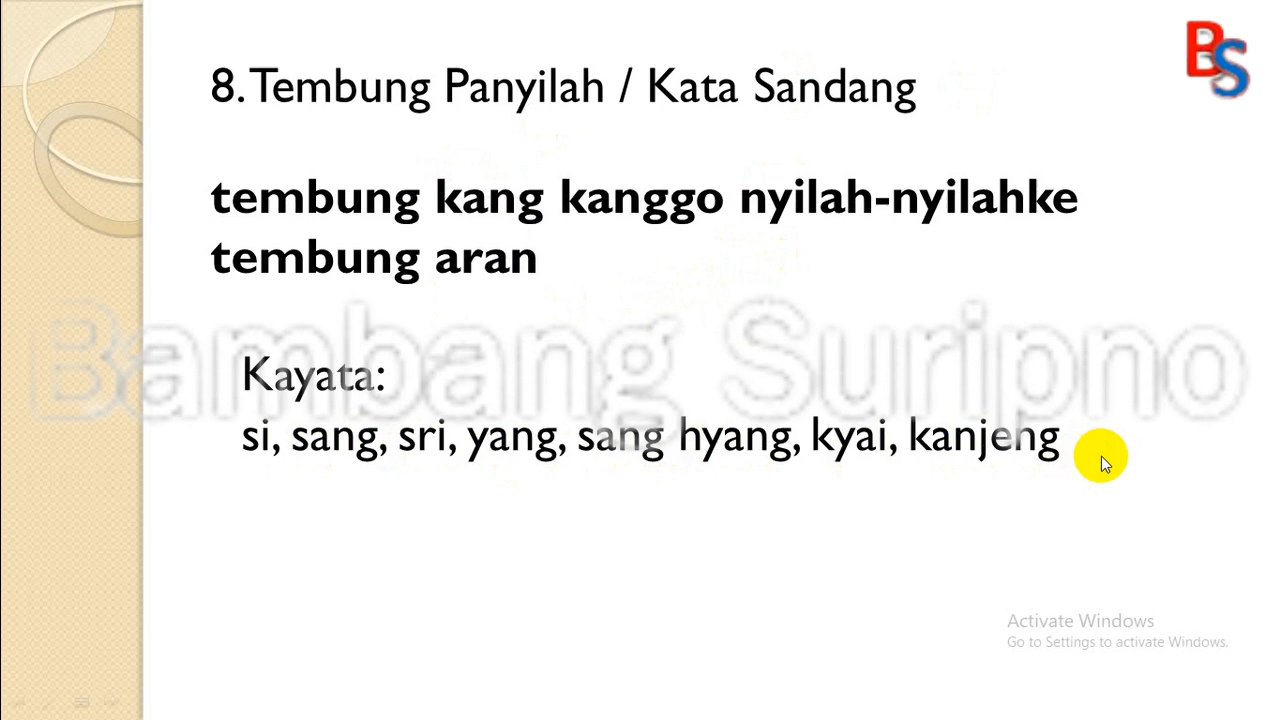 BS
8. Tembung Panyilah / Kata Sandang
tembung kang kanggo nyilah-nyilahke
tembung aran
Bambang Suripno
Kayata:
si, sang, sri, yang, sang hyang, kyai, kanjeng
Activate Windows
Go to Settings to activate Windows.